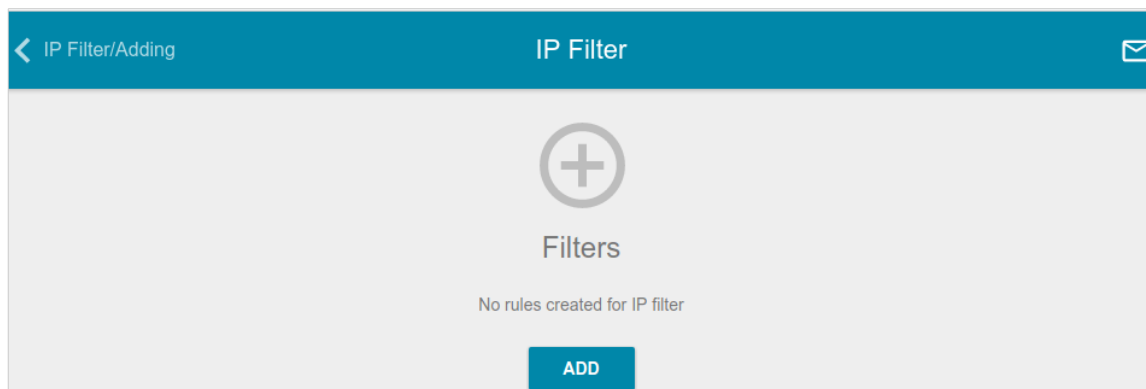 IP Filter/Adding
IP Filter
Filters
No rules created for IP filter
ADD